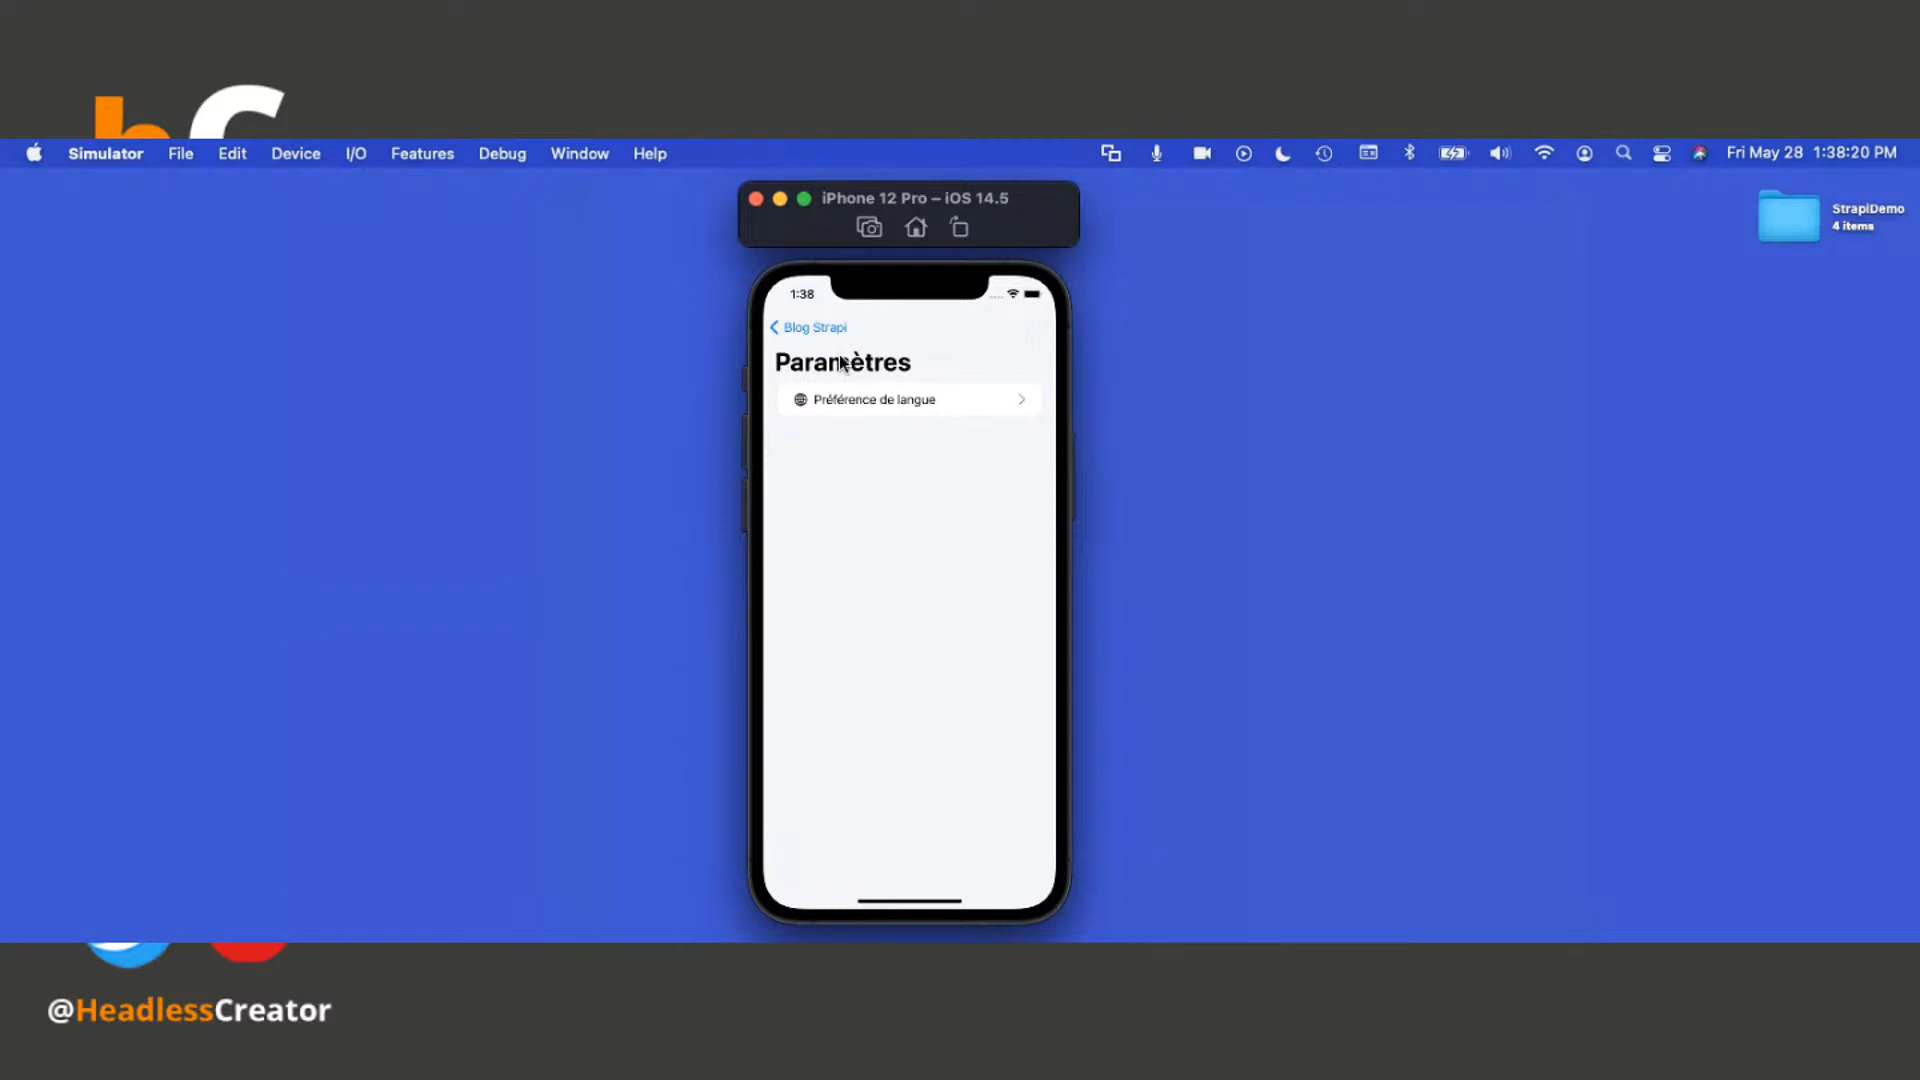 hC
Simulator File Edit Device I/O Features Debug Window Help Fri May 28 1:38:20 PM
iPhone 12 Pro – iOS 14.5
StrapiDemo
4 items
1:38
Blog Strapi
Paramètres
Préférence de langue
@HeadlessCreator